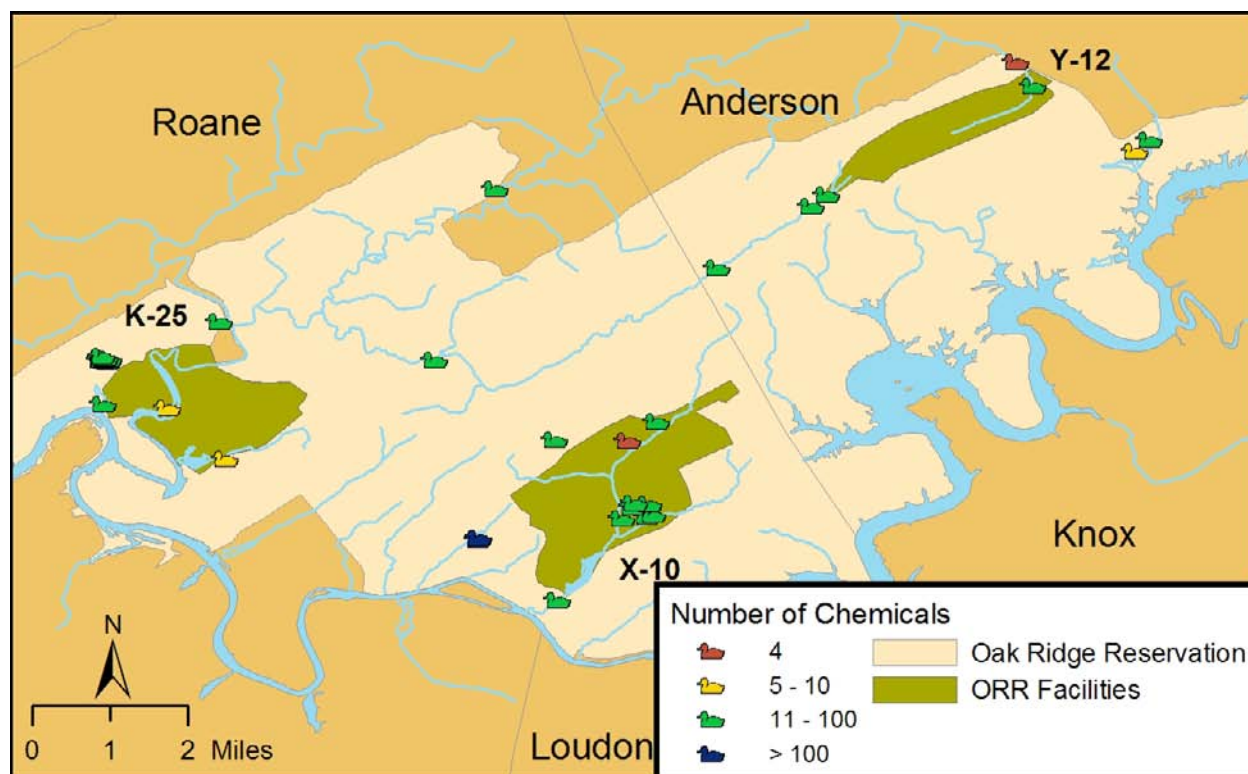 Y-12
Anderson
Roane
K-25
Knox
X-10
Number of Chemicals
4
Oak Ridge Reservation
5 - 10
ORR Facilities
11 - 100
> 100
N
0 1 2 Miles
Loudon